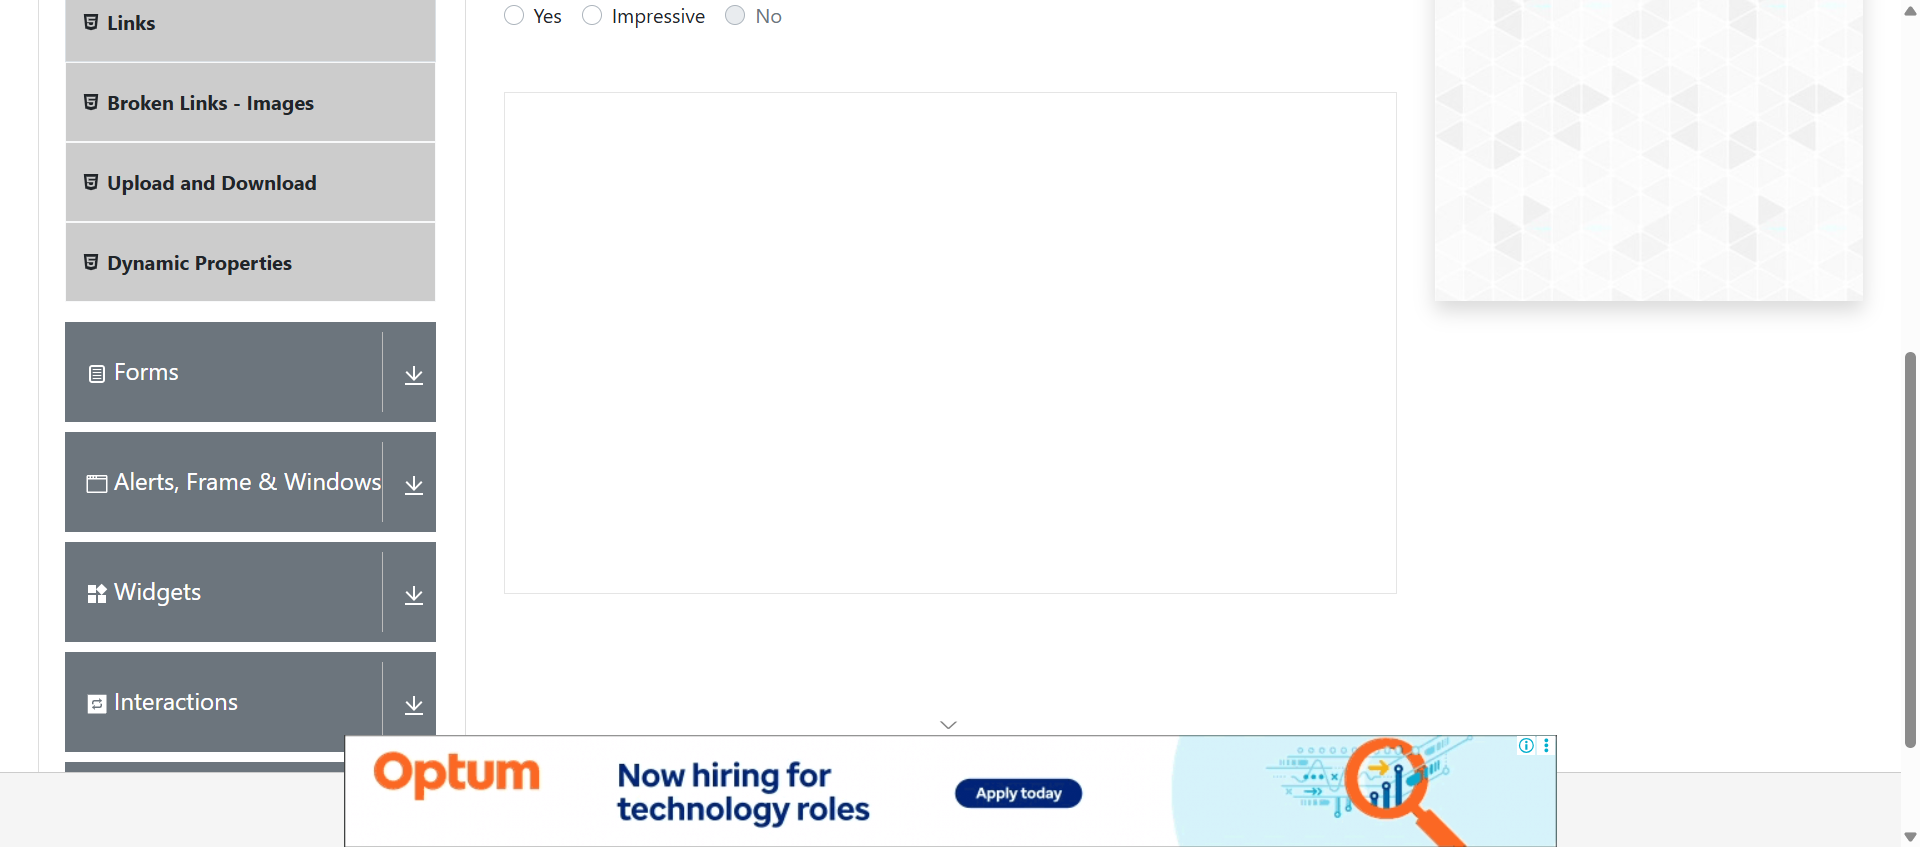 Links
Broken Links - Images
Upload and Download
Dynamic Properties
Forms
Alerts, Frame & Windows
Widgets
Interactions
Yes Impressive No
Optum
Now hiring for
technology roles
Apply today